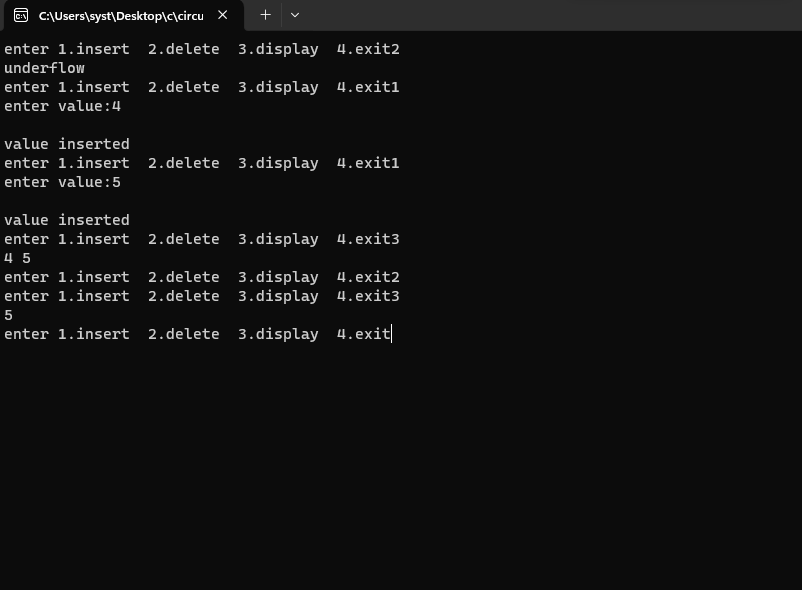 C:\Users\syst\Desktop\c\circu
enter 1.insert  2.delete  3.display  4.exit2
underflow
enter 1.insert  2.delete  3.display  4.exit1
enter value:4
value inserted
enter 1.insert  2.delete  3.display  4.exit1
enter value:5
value inserted
enter 1.insert  2.delete  3.display  4.exit3
4 5
enter 1.insert  2.delete  3.display  4.exit2
enter 1.insert  2.delete  3.display  4.exit3
5
enter 1.insert  2.delete  3.display  4.exit